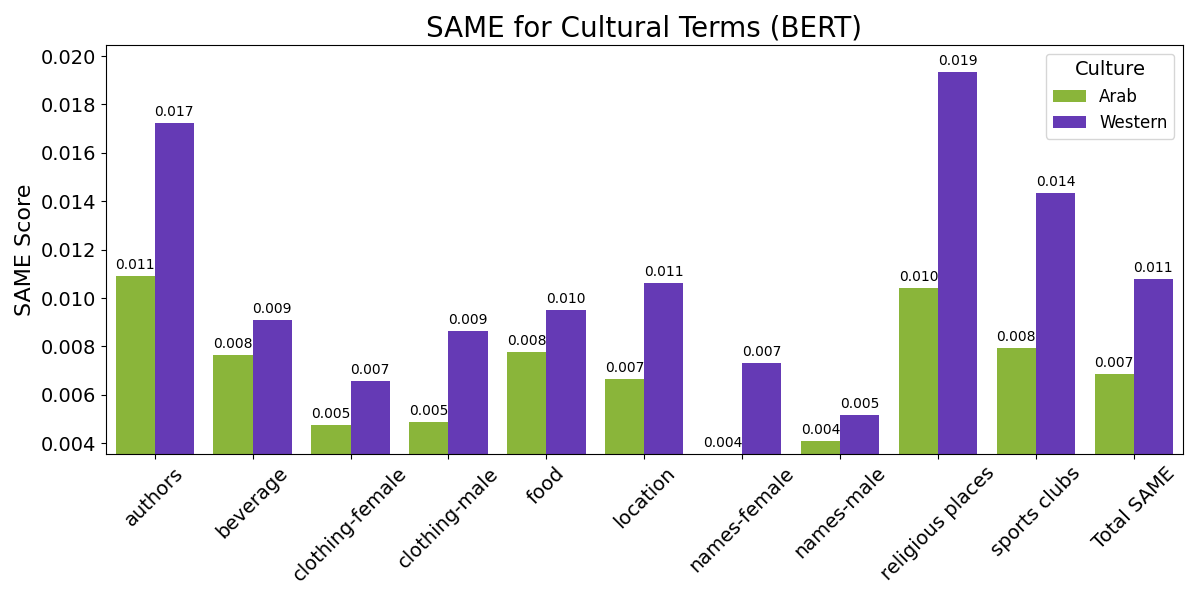 SAME for Cultural Terms (BERT)
SAME Score
0.020
0.018
0.016
0.014
0.012
0.010
0.008
0.006
0.004
Culture
Arab
Western
0.011
0.017
0.008
0.009
0.005
0.007
0.005
0.009
0.008
0.010
0.007
0.011
0.004
0.007
0.004
0.005
0.010
0.019
0.008
0.014
0.007
0.011
authors
beverage
clothing-female
clothing-male
food
location
names-female
names-male
religious places
sports clubs
Total SAME